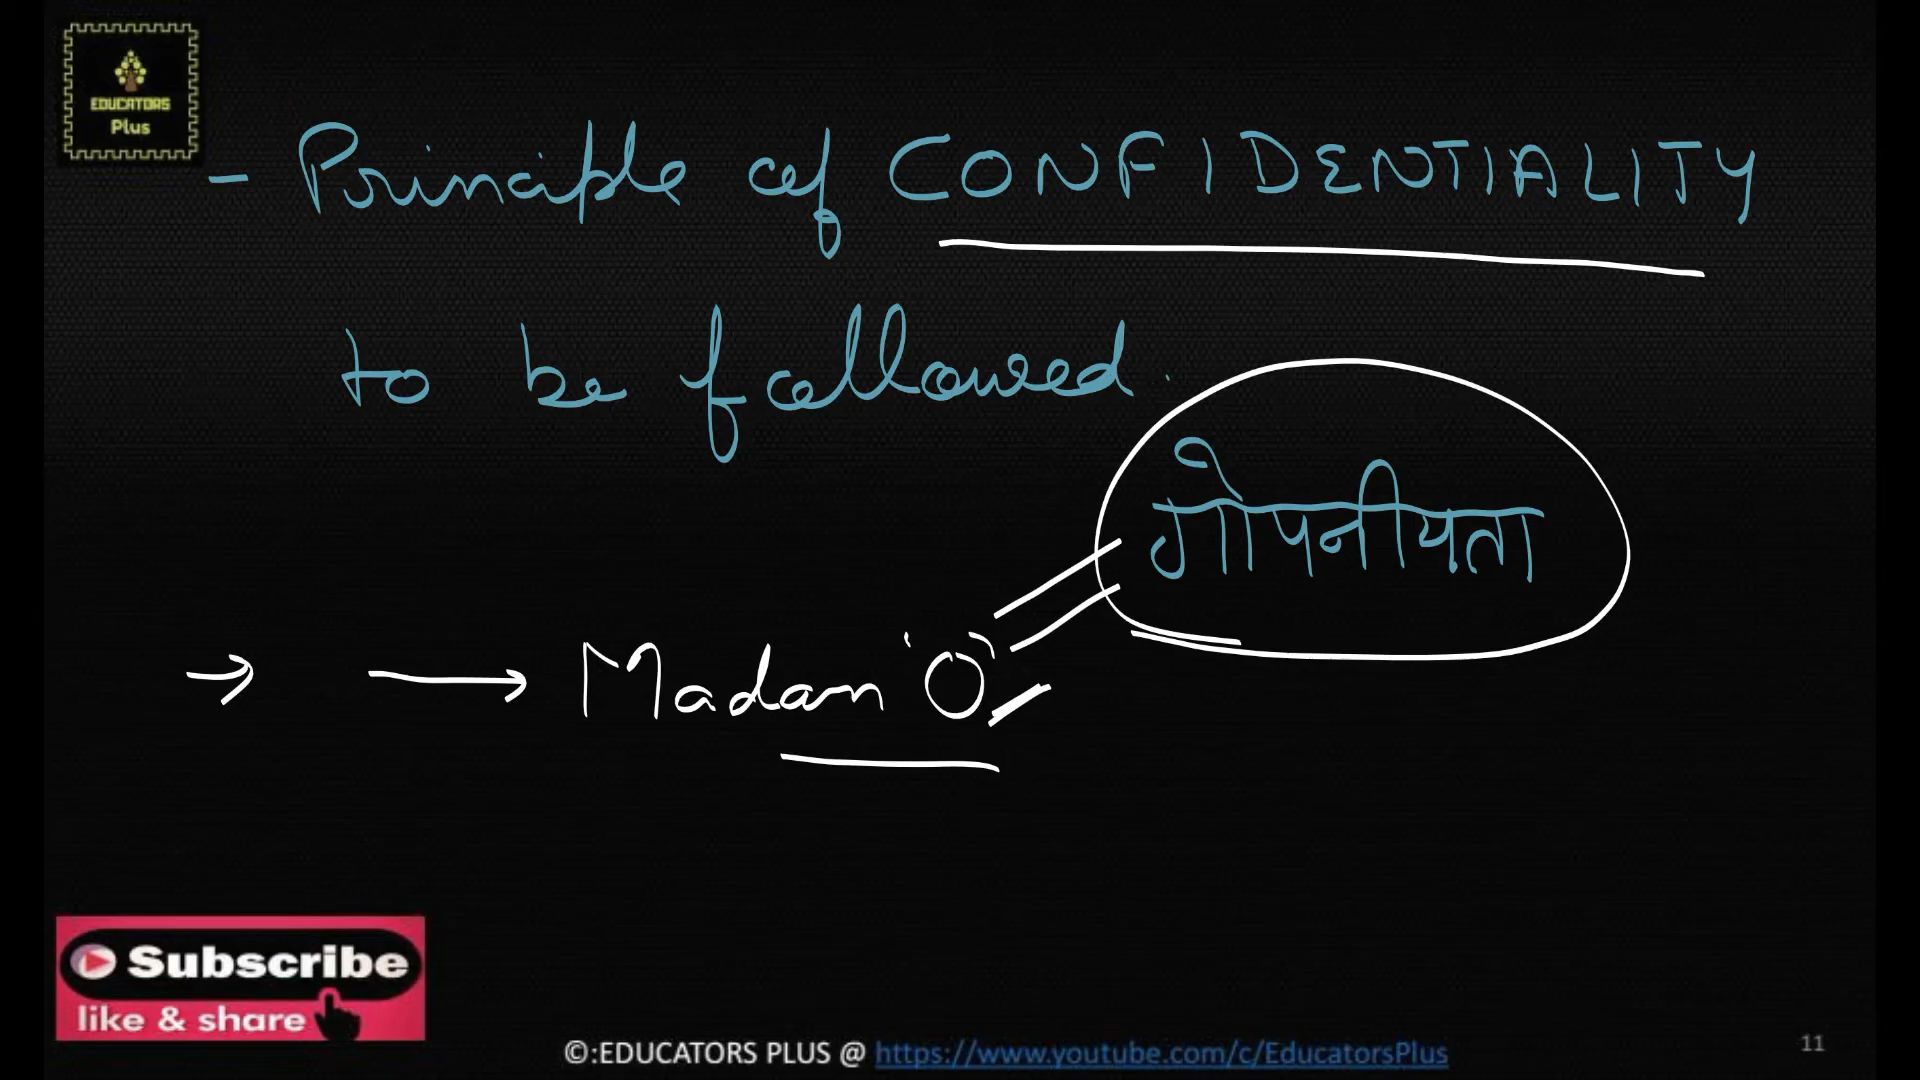 EDUCATORS
Plus
- Principle of CONFIDENTIALITY
to be followed.
गोपनीयता
→ → Madan 'O'
Subscribe
like & share
©:EDUCATORS PLUS @ https://www.youtube.com/c/EducatorsPlus
11